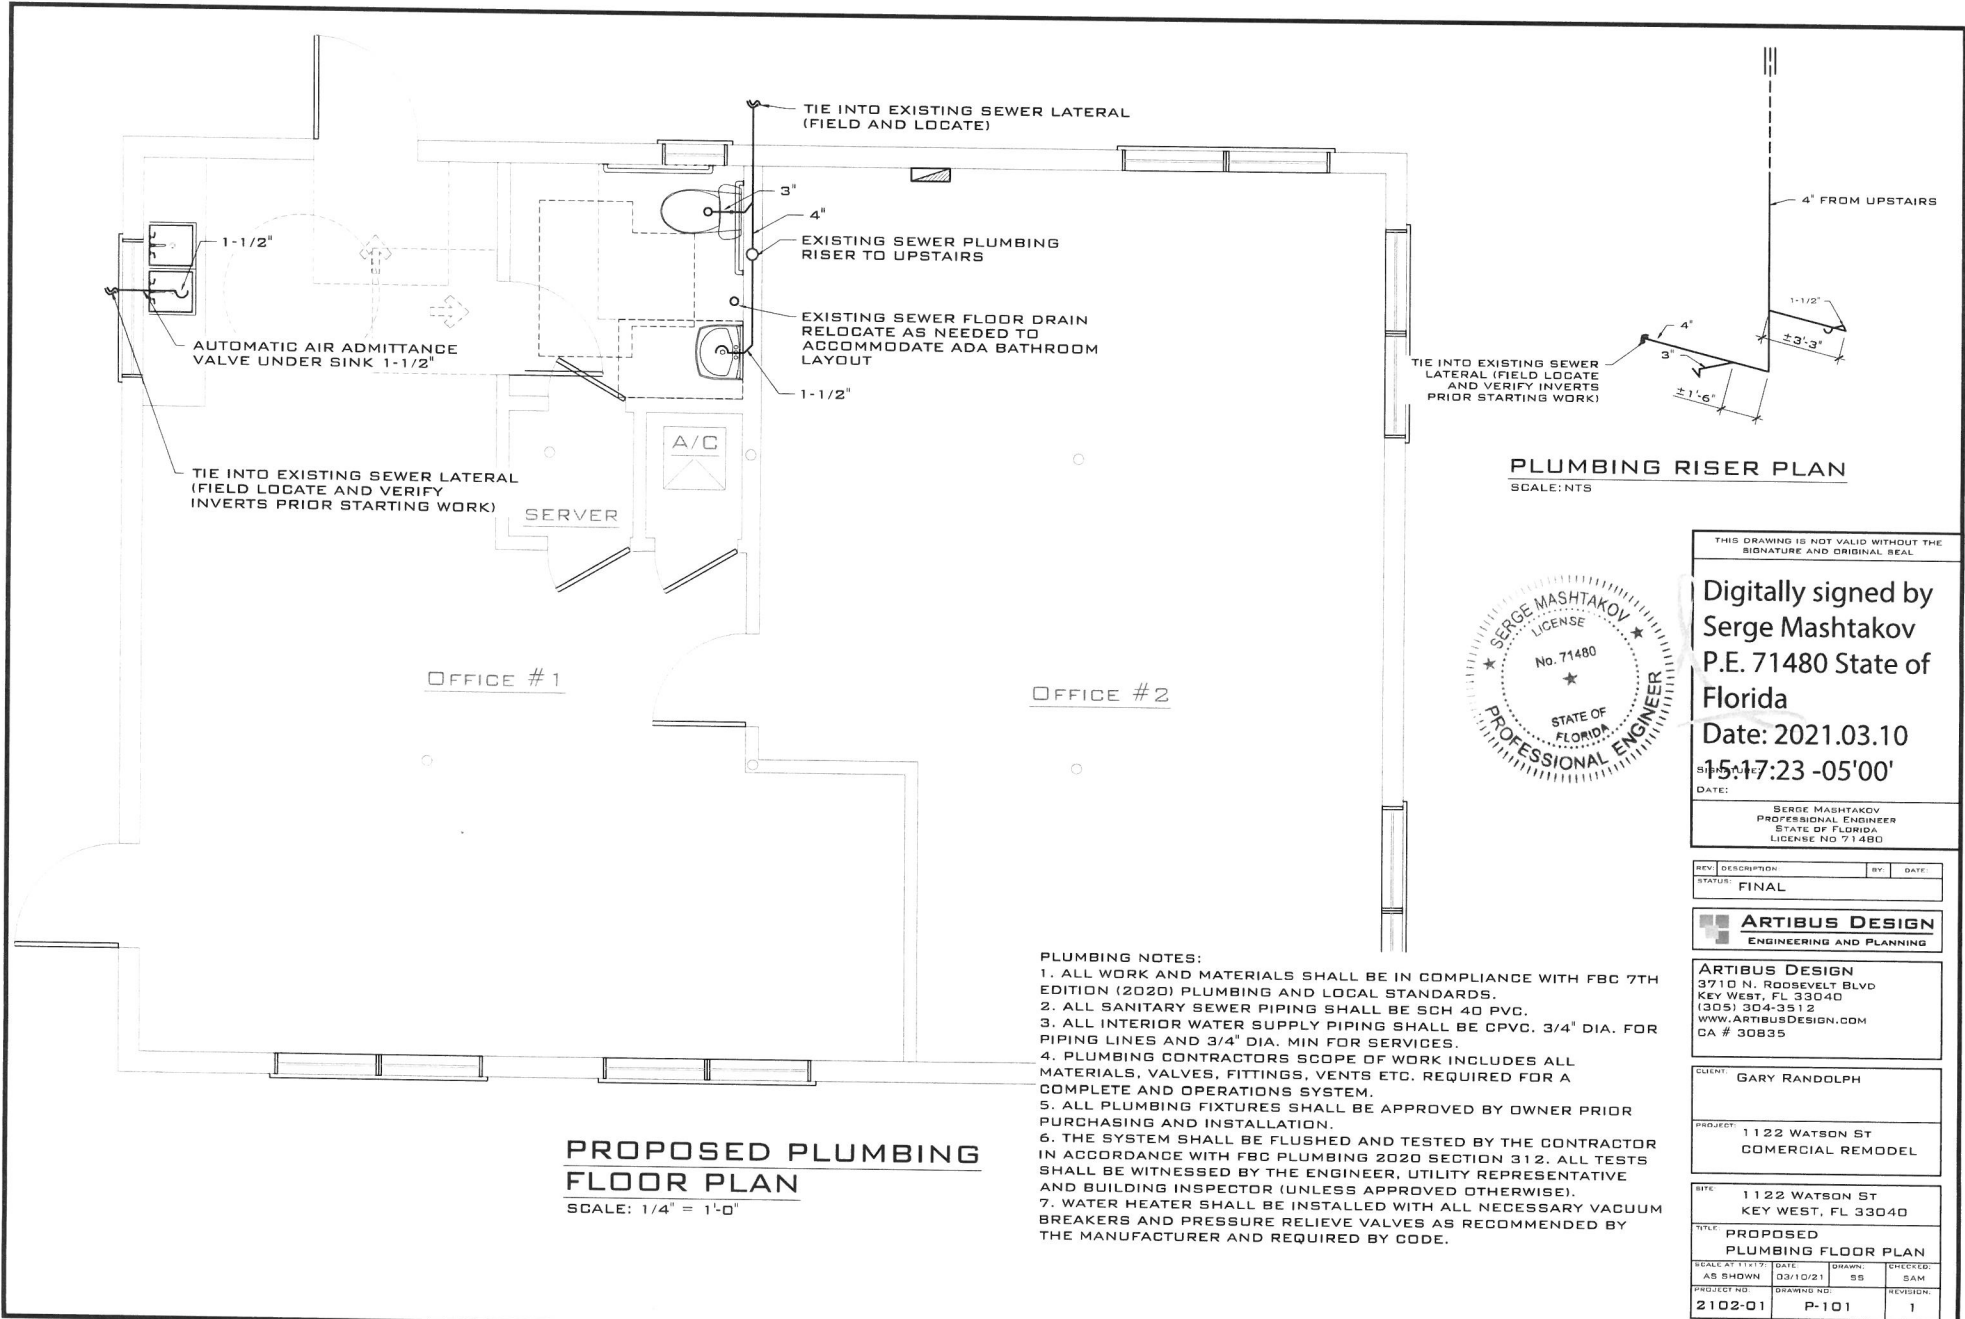 TIE INTO EXISTING SEWER LATERAL
(FIELD AND LOCATE)
3"
4"
1-1/2"
EXISTING SEWER PLUMBING
RISER TO UPSTAIRS
EXISTING SEWER FLOOR DRAIN
RELOCATE AS NEEDED TO
ACCOMMODATE ADA BATHROOM
LAYOUT
AUTOMATIC AIR ADMITTANCE
VALVE UNDER SINK 1-1/2"
1-1/2"
A/C
TIE INTO EXISTING SEWER LATERAL
(FIELD LOCATE AND VERIFY
INVERTS PRIOR STARTING WORK)
SERVER
OFFICE #1
OFFICE #2
4" FROM UPSTAIRS
1-1/2"
4"
±3'-3"
3"
TIE INTO EXISTING SEWER
LATERAL (FIELD LOCATE
AND VERIFY INVERTS
PRIOR STARTING WORK)
±1'-6"
PLUMBING RISER PLAN
SCALE: NTS
SERGE MASHTAKOV
LICENSE
No. 71480
STATE OF
FLORIDA
PROFESSIONAL ENGINEER
PLUMBING NOTES:
1. ALL WORK AND MATERIALS SHALL BE IN COMPLIANCE WITH FBC 7TH
EDITION (2020) PLUMBING AND LOCAL STANDARDS.
2. ALL SANITARY SEWER PIPING SHALL BE SCH 40 PVC.
3. ALL INTERIOR WATER SUPPLY PIPING SHALL BE CPVC. 3/4" DIA. FOR
PIPING LINES AND 3/4" DIA. MIN FOR SERVICES.
4. PLUMBING CONTRACTORS SCOPE OF WORK INCLUDES ALL
MATERIALS, VALVES, FITTINGS, VENTS ETC. REQUIRED FOR A
COMPLETE AND OPERATIONS SYSTEM.
5. ALL PLUMBING FIXTURES SHALL BE APPROVED BY OWNER PRIOR
PURCHASING AND INSTALLATION.
6. THE SYSTEM SHALL BE FLUSHED AND TESTED BY THE CONTRACTOR
IN ACCORDANCE WITH FBC PLUMBING 2020 SECTION 312. ALL TESTS
SHALL BE WITNESSED BY THE ENGINEER, UTILITY REPRESENTATIVE
AND BUILDING INSPECTOR (UNLESS APPROVED OTHERWISE).
7. WATER HEATER SHALL BE INSTALLED WITH ALL NECESSARY VACUUM
BREAKERS AND PRESSURE RELIEVE VALVES AS RECOMMENDED BY
THE MANUFACTURER AND REQUIRED BY CODE.
PROPOSED PLUMBING
FLOOR PLAN
SCALE: 1/4" = 1'-0"
THIS DRAWING IS NOT VALID WITHOUT THE
SIGNATURE AND ORIGINAL SEAL
Digitally signed by
Serge Mashtakov
P.E. 71480 State of
Florida
Date: 2021.03.10
15:17:23 -05'00'
SIGNATURE:
DATE:
SERGE MASHTAKOV
PROFESSIONAL ENGINEER
STATE OF FLORIDA
LICENSE NO 71480
REV: DESCRIPTION: BY: DATE:
STATUS: FINAL
ARTIBUS DESIGN
ENGINEERING AND PLANNING
ARTIBUS DESIGN
3710 N. ROOSEVELT BLVD
KEY WEST, FL 33040
(305) 304-3512
WWW.ARTIBUSDESIGN.COM
CA # 30835
CLIENT: GARY RANDOLPH
PROJECT: 1122 WATSON ST
COMERCIAL REMODEL
SITE: 1122 WATSON ST
KEY WEST, FL 33040
TITLE: PROPOSED
PLUMBING FLOOR PLAN
SCALE AT 11x17: DATE: DRAWN: CHECKED:
AS SHOWN 03/10/21 SS SAM
PROJECT NO: DRAWING NO: REVISION:
2102-01 P-101 1